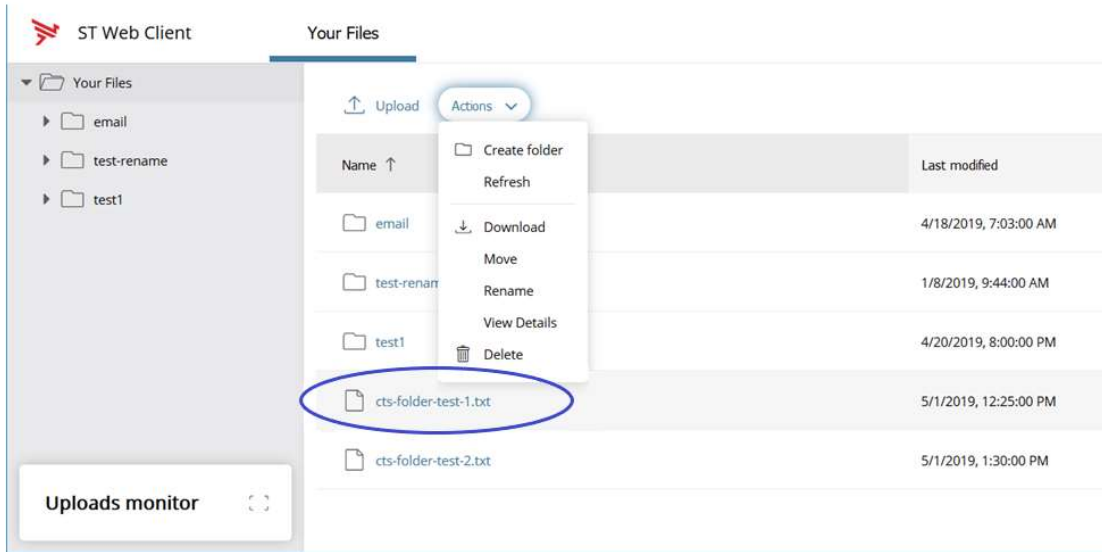 ST Web Client
Your Files
Your Files
email
test-rename
test1
Upload
Actions
Create folder
Refresh
Download
Move
Rename
View Details
Delete
Name ↑
Last modified
email
4/18/2019, 7:03:00 AM
test-renam
1/8/2019, 9:44:00 AM
test1
4/20/2019, 8:00:00 PM
cts-folder-test-1.txt
5/1/2019, 12:25:00 PM
cts-folder-test-2.txt
5/1/2019, 1:30:00 PM
Uploads monitor